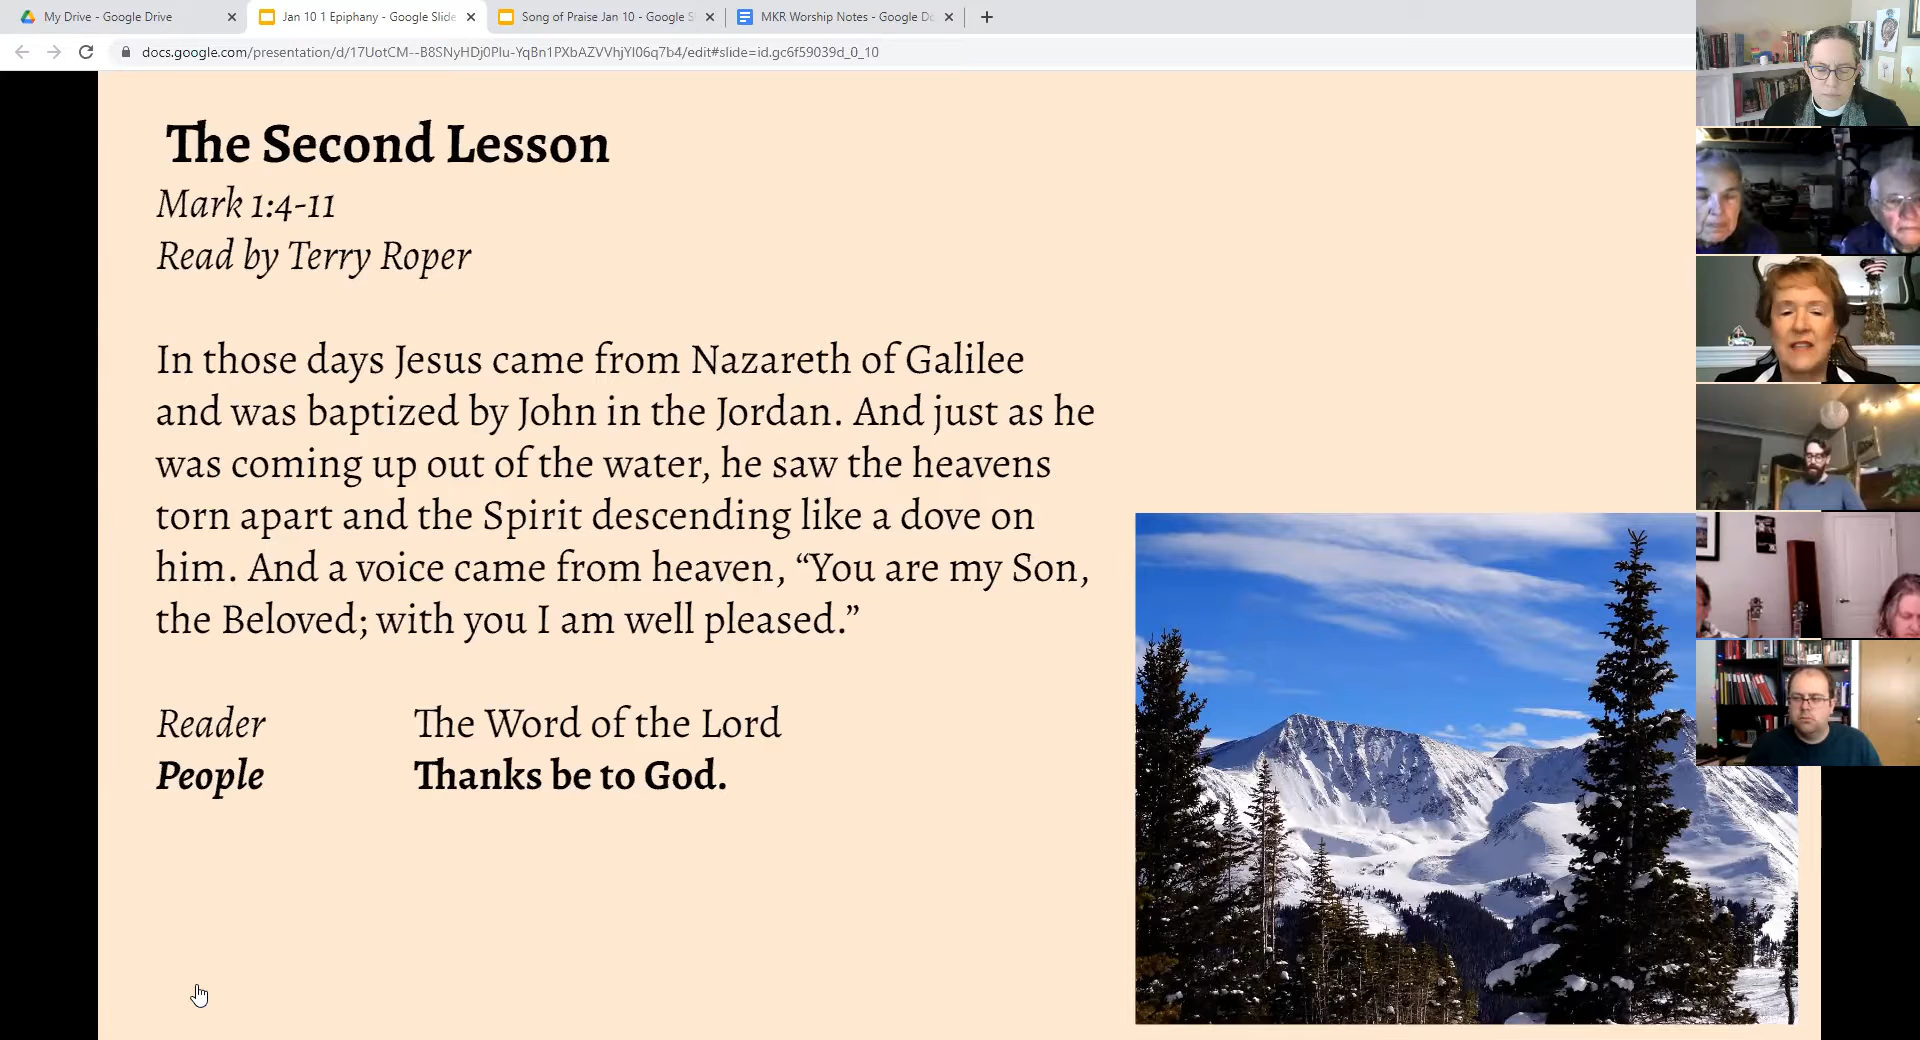 My Drive - Google Drive
Jan 10 1 Epiphany - Google Slide
Song of Praise Jan 10 - Google S
MKR Worship Notes - Google Do
docs.google.com/presentation/d/17UotCM--B8SNyHDj0Plu-YqBn1PXbAZVVhjYl06q7b4/edit#slide=id.gc6f59039d_0_10
The Second Lesson
Mark 1:4-11
Read by Terry Roper
In those days Jesus came from Nazareth of Galilee
and was baptized by John in the Jordan. And just as he
was coming up out of the water, he saw the heavens
torn apart and the Spirit descending like a dove on
him. And a voice came from heaven, “You are my Son,
the Beloved; with you I am well pleased.”
Reader The Word of the Lord
People Thanks be to God.